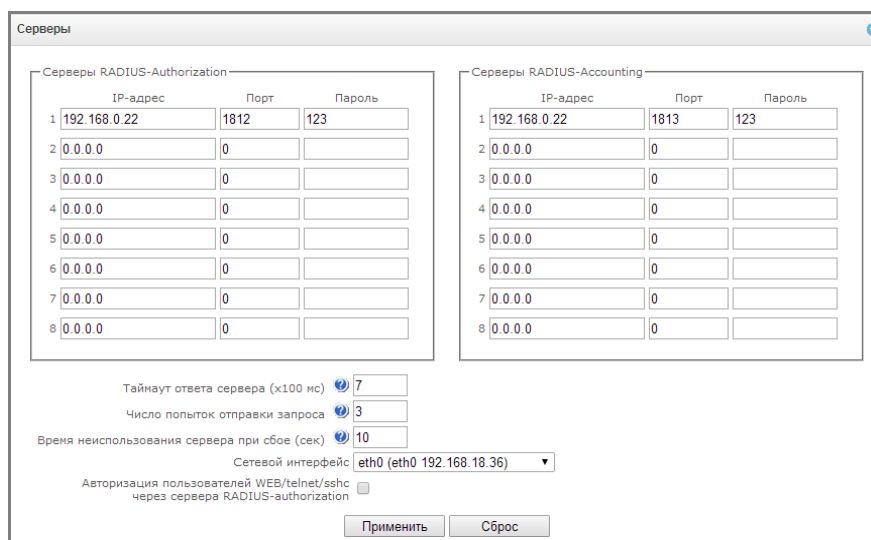 Серверы
Серверы RADIUS-Authorization Серверы RADIUS-Accounting
IP-адрес Порт Пароль IP-адрес Порт Пароль
1 192.168.0.22 1812 123 1 192.168.0.22 1813 123
2 0.0.0.0 0 2 0.0.0.0 0
3 0.0.0.0 0 3 0.0.0.0 0
4 0.0.0.0 0 4 0.0.0.0 0
5 0.0.0.0 0 5 0.0.0.0 0
6 0.0.0.0 0 6 0.0.0.0 0
7 0.0.0.0 0 7 0.0.0.0 0
8 0.0.0.0 0 8 0.0.0.0 0
Таймаут ответа сервера (x100 мс) ? 7
Число попыток отправки запроса ? 3
Время неиспользования сервера при сбое (сек) ? 10
Сетевой интерфейс eth0 (eth0 192.168.18.36)
Авторизация пользователей WEB/telnet/sshc
через сервера RADIUS-authorization
Применить Сброс